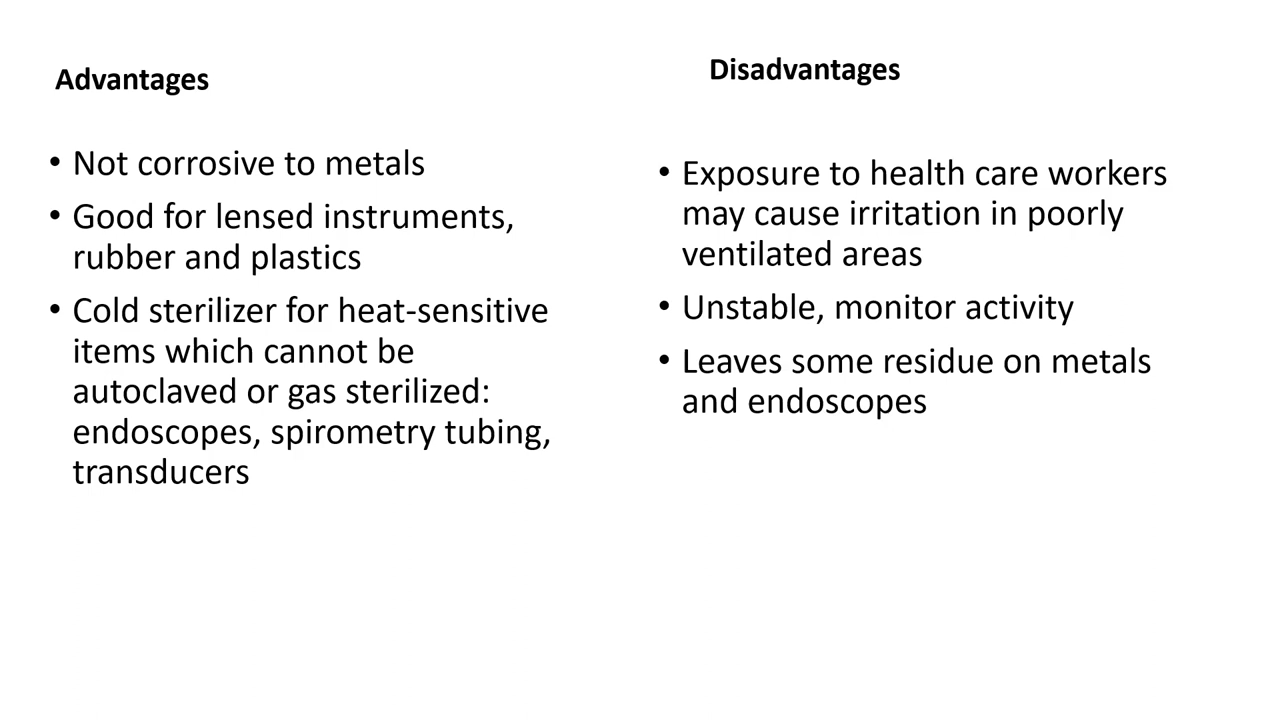 Advantages
• Not corrosive to metals
• Good for lensed instruments,
rubber and plastics
• Cold sterilizer for heat-sensitive
items which cannot be
autoclaved or gas sterilized:
endoscopes, spirometry tubing,
transducers
Disadvantages
• Exposure to health care workers
may cause irritation in poorly
ventilated areas
• Unstable, monitor activity
• Leaves some residue on metals
and endoscopes